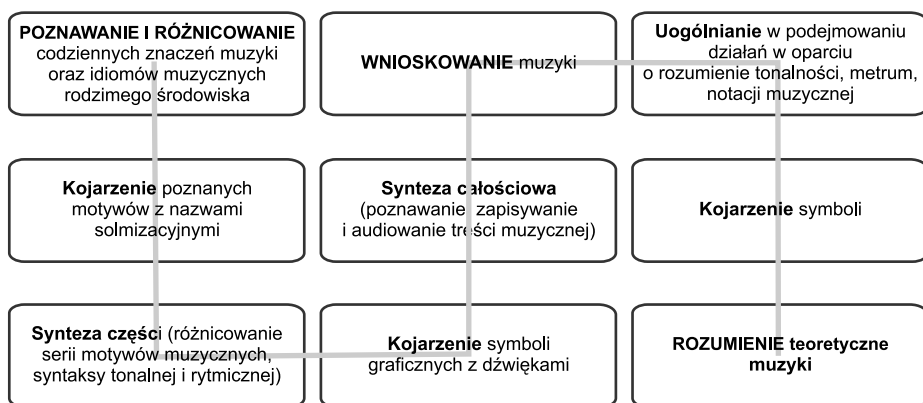 POZNAWANIE I RÓŻNICOWANIE
codziennych znaczeń muzyki
oraz idiomów muzycznych
rodzimego środowiska
WNIOSKOWANIE muzyki
Uogólnianie w podejmowaniu
działań w oparciu
o rozumienie tonalności, metrum,
notacji muzycznej
Kojarzenie poznanych
motywów z nazwami
solmizacyjnymi
Synteza całościowa
(poznawanie, zapisywanie
i audiowanie treści muzycznej)
Kojarzenie symboli
Synteza części (różnicowanie
serii motywów muzycznych,
syntaksy tonalnej i rytmicznej)
Kojarzenie symboli
graficznych z dźwiękami
ROZUMIENIE teoretyczne
muzyki